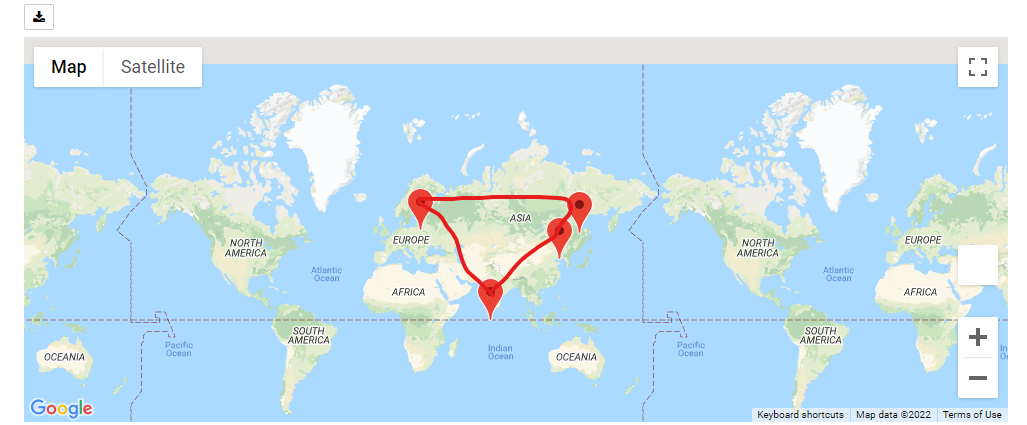 Map
Satellite
NORTH
AMERICA
EUROPE
ASIA
NORTH
AMERICA
EUROPE
Atlantic
Ocean
Atlantic
Ocean
AFRICA
AFRICA
SOUTH
AMERICA
SOUTH
AMERICA
Pacific
Ocean
Indian
Ocean
Pacific
Ocean
In
OCEANIA
OCEANIA
Google
Keyboard shortcuts
Map data ©2022
Terms of Use